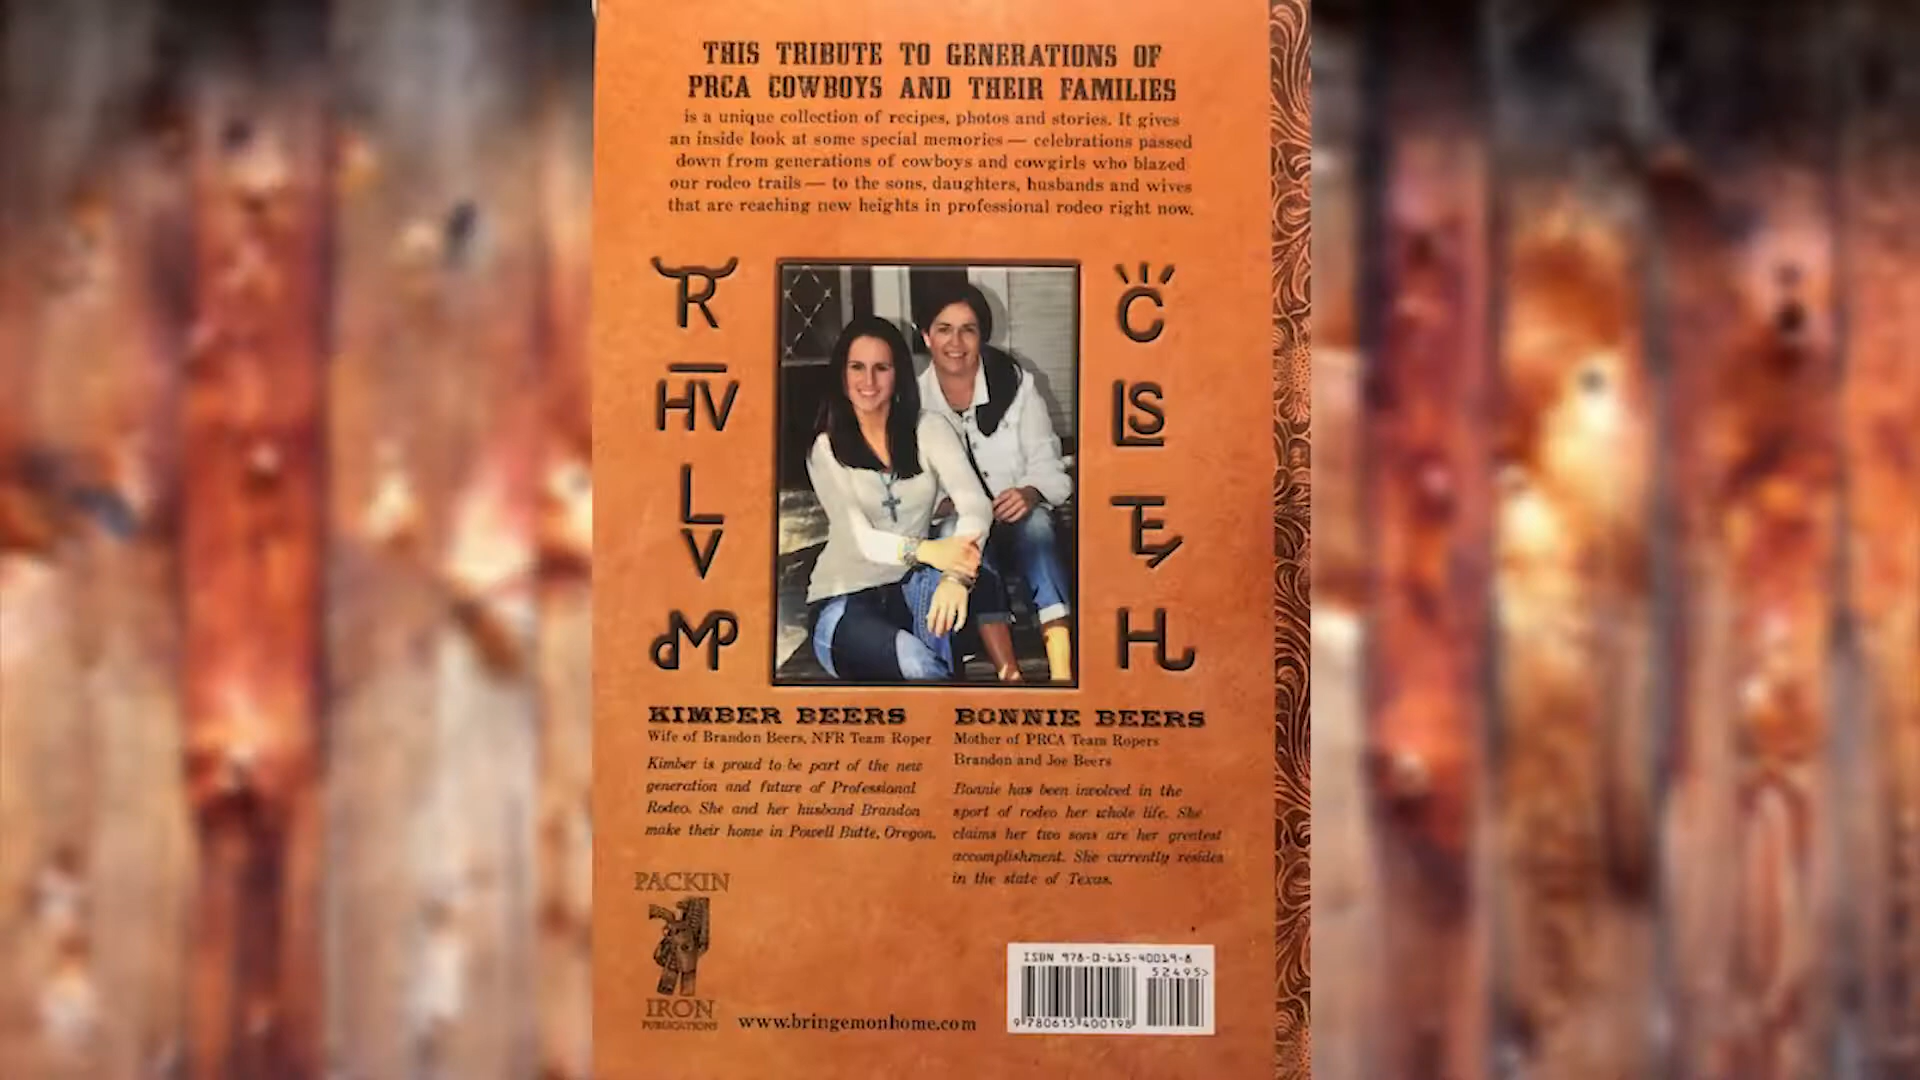 THIS TRIBUTE TO GENERATIONS OF
PRCA COWBOYS AND THEIR FAMILIES
is a unique collection of recipes, photos and stories. It gives
an inside look at some special memories — celebrations passed
down from generations of cowboys and cowgirls who blazed
our rodeo trails — to the sons, daughters, husbands and wives
that are reaching new heights in professional rodeo right now.
R
HV
L
V
MP
C
LS
TE
H
KIMBER BEERS
Wife of Brandon Beers, NFR Team Roper
Kimber is proud to be part of the new
generation and future of Professional
Rodeo. She and her husband Brandon
make their home in Powell Butte, Oregon.
BONNIE BEERS
Mother of PRCA Team Ropers
Brandon and Joe Beers
Bonnie has been involved in the
sport of rodeo her whole life. She
claims her two sons are her greatest
accomplishment. She currently resides
in the state of Texas.
PACKIN
IRON
PUBLICATIONS
www.bringemonhome.com
ISBN 978-0-615-40019-8
52495>
9 780615 400198